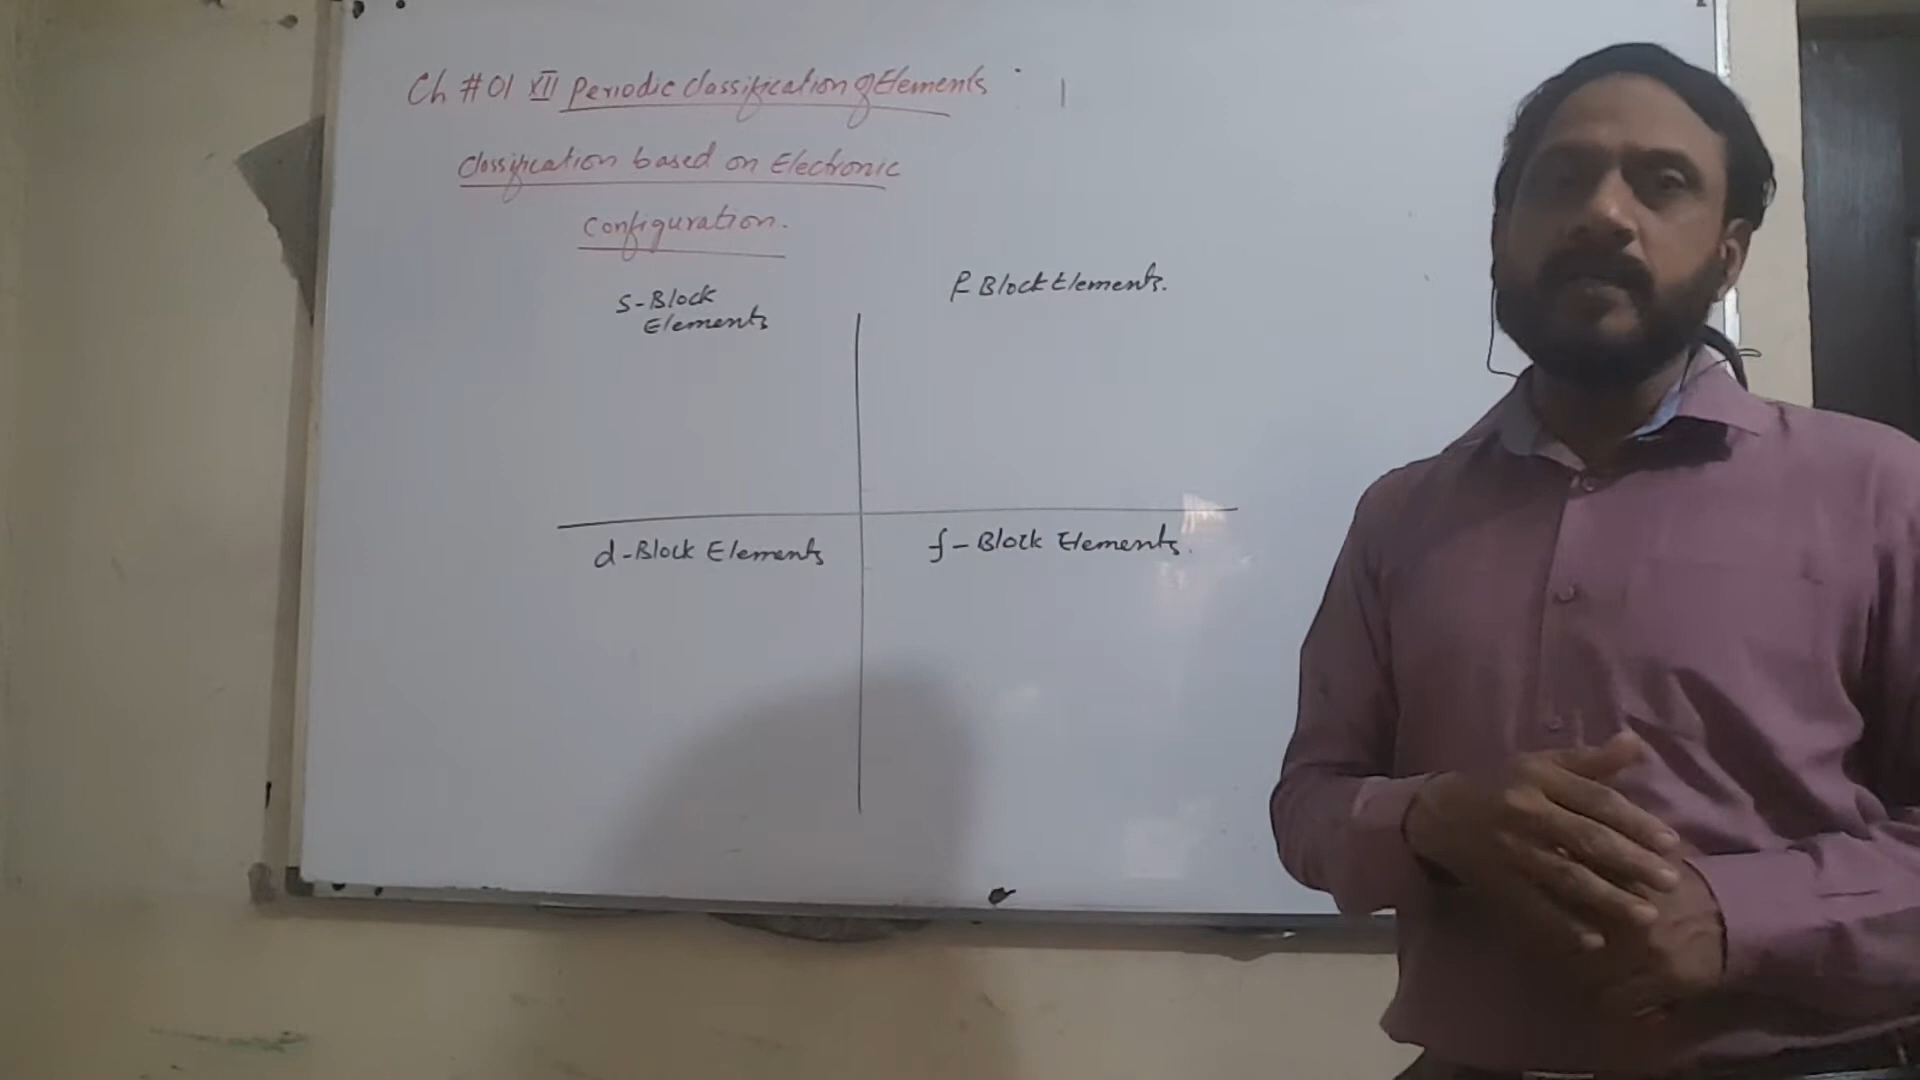 Ch #01 XII Periodic Classification of Elements :
Classification based on Electronic
Configuration.
S-Block
Elements
P Block Elements.
d-Block Elements
f-Block Elements.